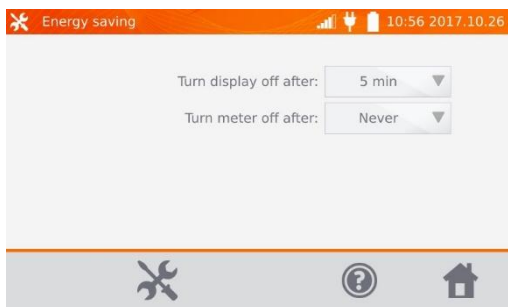 Energy saving 10:56 2017.10.26
Turn display off after: 5 min
Turn meter off after: Never